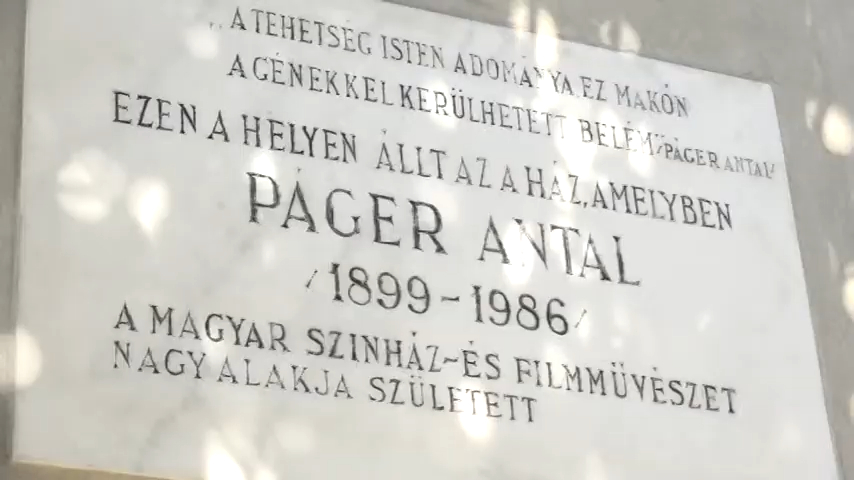 „A TEHETSÉG ISTEN ADOMÁNYA EZ MAKÓN
A GÉNEKKEL KERÜLHETETT BELÉM" /PÁGER ANTAL/
EZEN A HELYEN ÁLLT AZ A HÁZ, AMELYBEN
PÁGER ANTAL
/1899-1986/
A MAGYAR SZINHÁZ-ÉS FILMMÜVÉSZET
NAGY ALAKJA SZÜLETETT